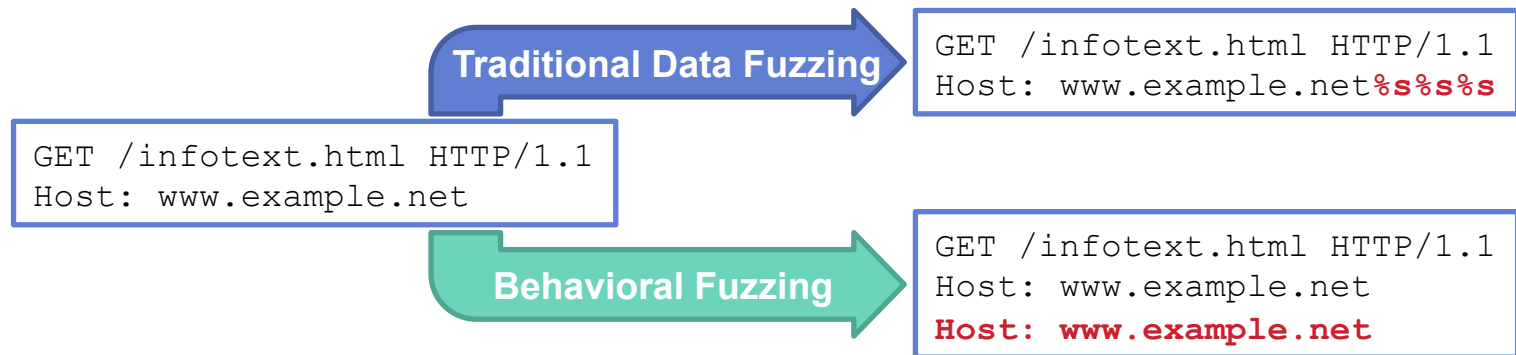 Traditional Data Fuzzing
GET /infotext.html HTTP/1.1
Host: www.example.net%s%s%s
GET /infotext.html HTTP/1.1
Host: www.example.net
Behavioral Fuzzing
GET /infotext.html HTTP/1.1
Host: www.example.net
Host: www.example.net